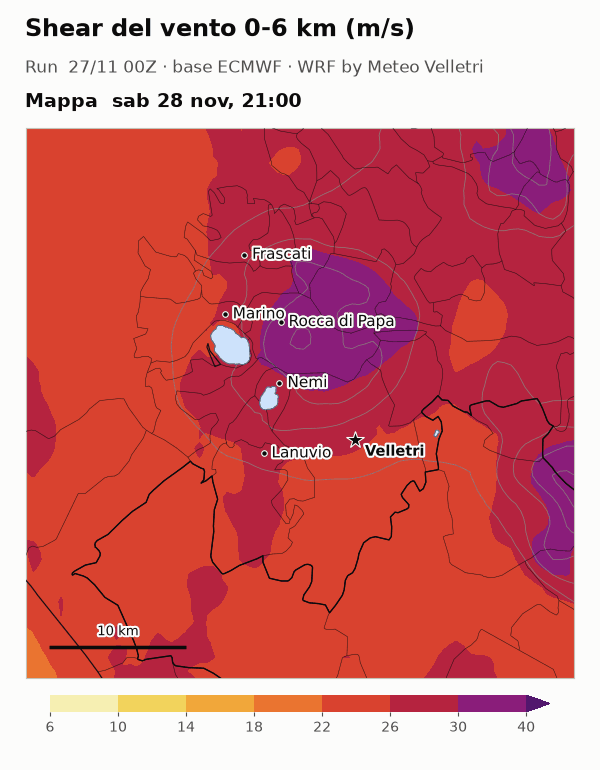 Shear del vento 0-6 km (m/s)
Run  27/11 00Z · base ECMWF · WRF by Meteo Velletri
Mappa  sab 28 nov, 21:00
Frascati
Marino
Rocca di Papa
Nemi
Lanuvio
Velletri
10 km
6 10 14 18 22 26 30 40